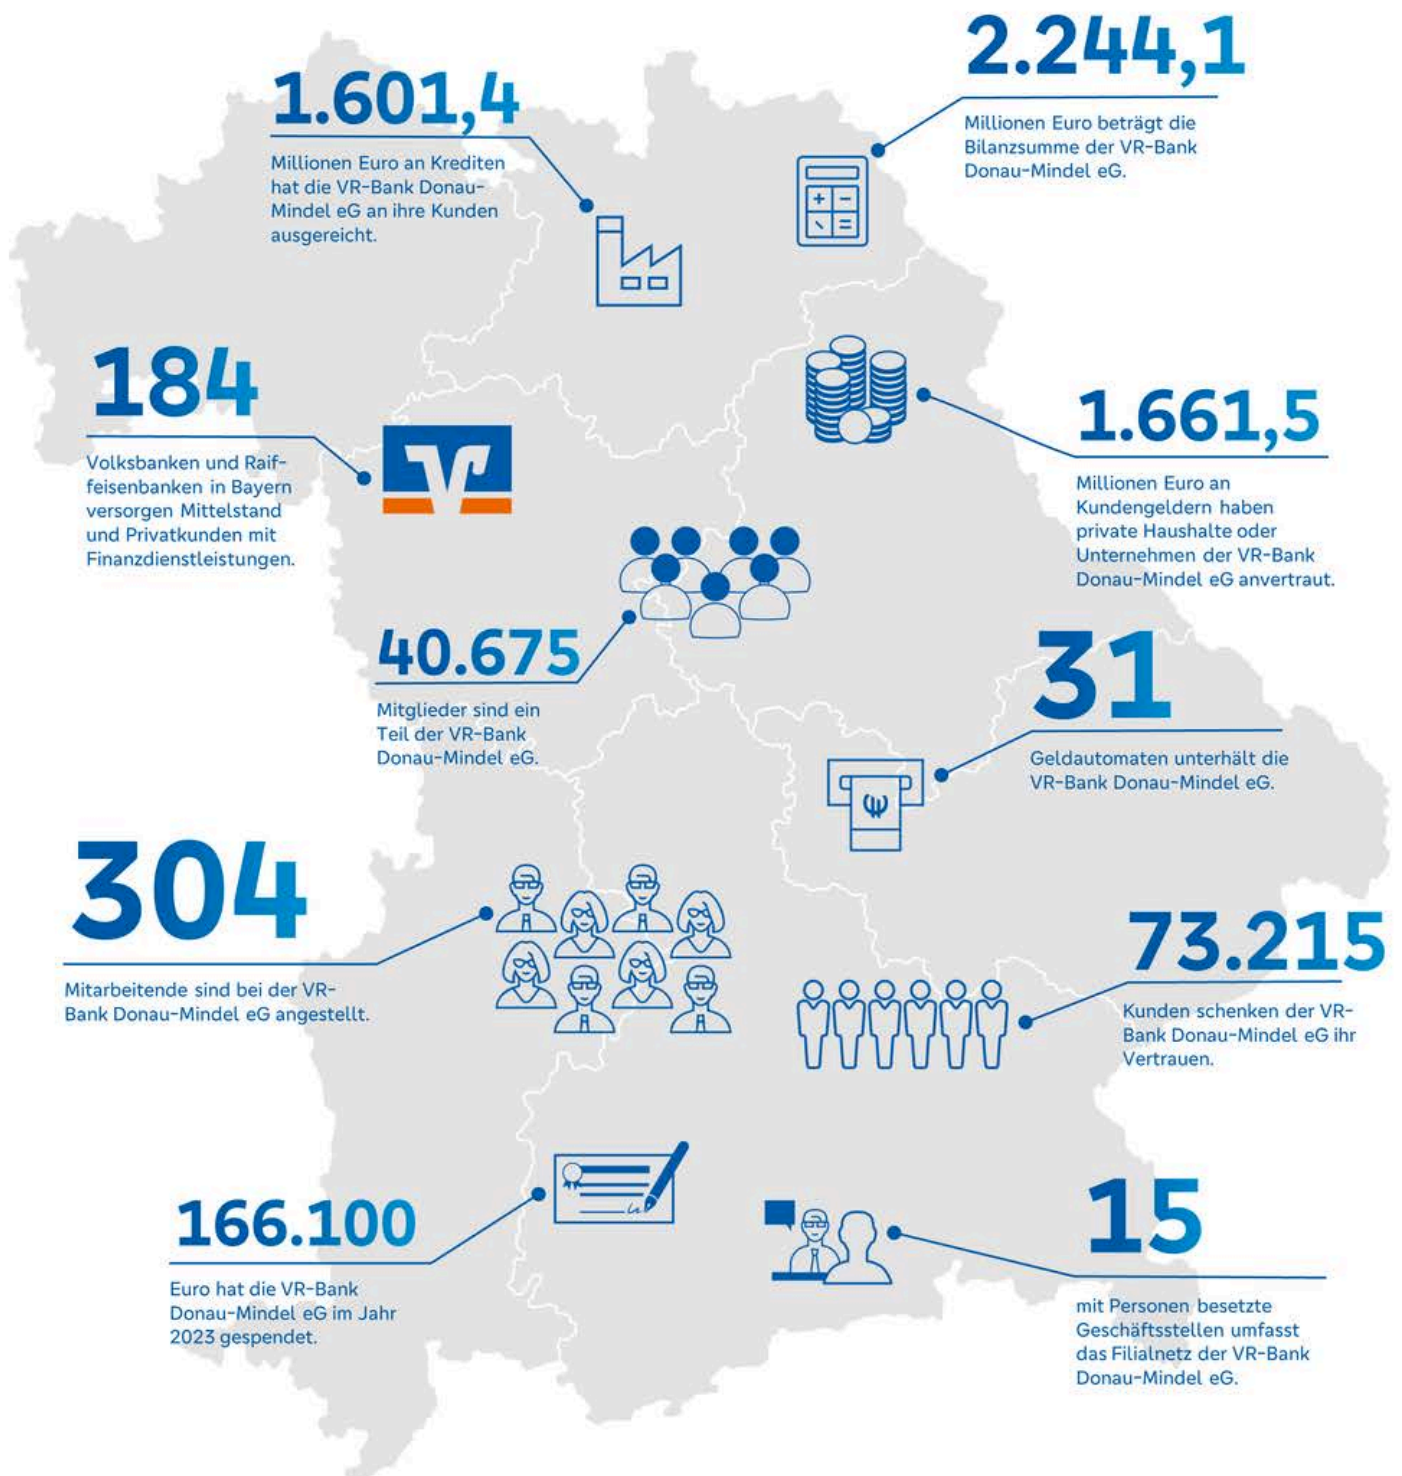 2.244,1
Millionen Euro beträgt die
Bilanzsumme der VR-Bank
Donau-Mindel eG.
1.601,4
Millionen Euro an Krediten
hat die VR-Bank Donau-
Mindel eG an ihre Kunden
ausgereicht.
184
Volksbanken und Raif-
feisenbanken in Bayern
versorgen Mittelstand
und Privatkunden mit
Finanzdienstleistungen.
1.661,5
Millionen Euro an
Kundengeldern haben
private Haushalte oder
Unternehmen der VR-Bank
Donau-Mindel eG anvertraut.
40.675
Mitglieder sind ein
Teil der VR-Bank
Donau-Mindel eG.
31
Geldautomaten unterhält die
VR-Bank Donau-Mindel eG.
304
Mitarbeitende sind bei der VR-
Bank Donau-Mindel eG angestellt.
73.215
Kunden schenken der VR-
Bank Donau-Mindel eG ihr
Vertrauen.
166.100
Euro hat die VR-Bank
Donau-Mindel eG im Jahr
2023 gespendet.
15
mit Personen besetzte
Geschäftsstellen umfasst
das Filialnetz der VR-Bank
Donau-Mindel eG.